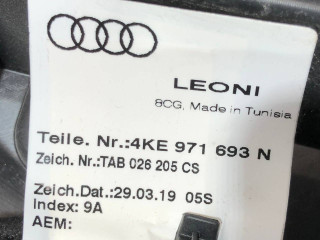 LEONI
8CG, Made in Tunisia
Teile. Nr.:4KE 971 693 N
Zeich. Nr.:TAB 026 205 CS
Zeich.Dat.:29.03.19 05S
Index: 9A
AEM: